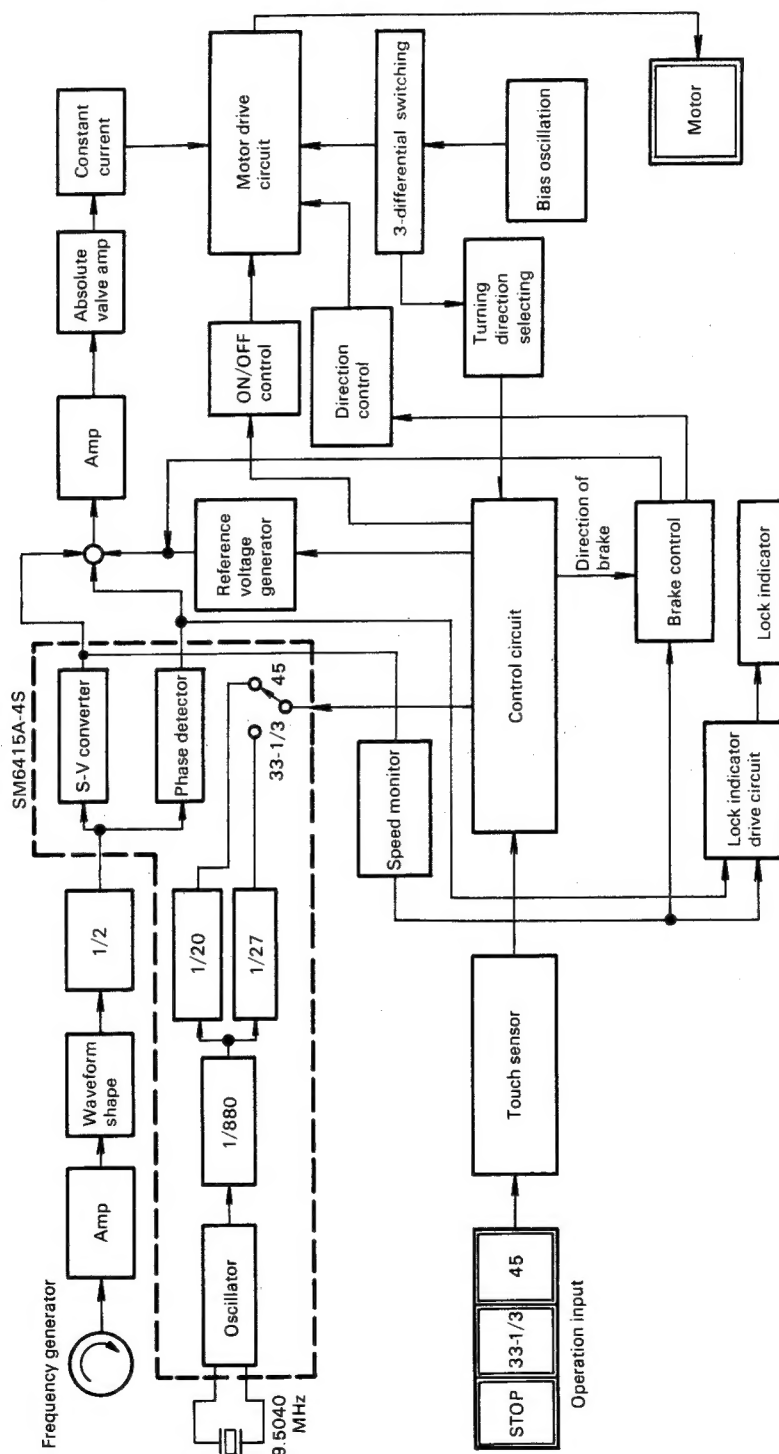 Frequency generator
Amp
Waveform
shape
1/2
SM6415A-4S
S-V converter
Phase detector
Amp
Absolute
valve amp
Constant
current
9.5040
MHz
Oscillator
1/880
1/20
1/27
33-1/3
45
Reference
voltage
generator
ON/OFF
control
Motor drive
circuit
Direction
control
3-differential switching
Speed monitor
Turning
direction
selecting
Bias oscillation
Operation input
STOP
33-1/3
45
Touch sensor
Control circuit
Direction of
brake
Brake control
Motor
Lock indicator
drive circuit
Lock indicator